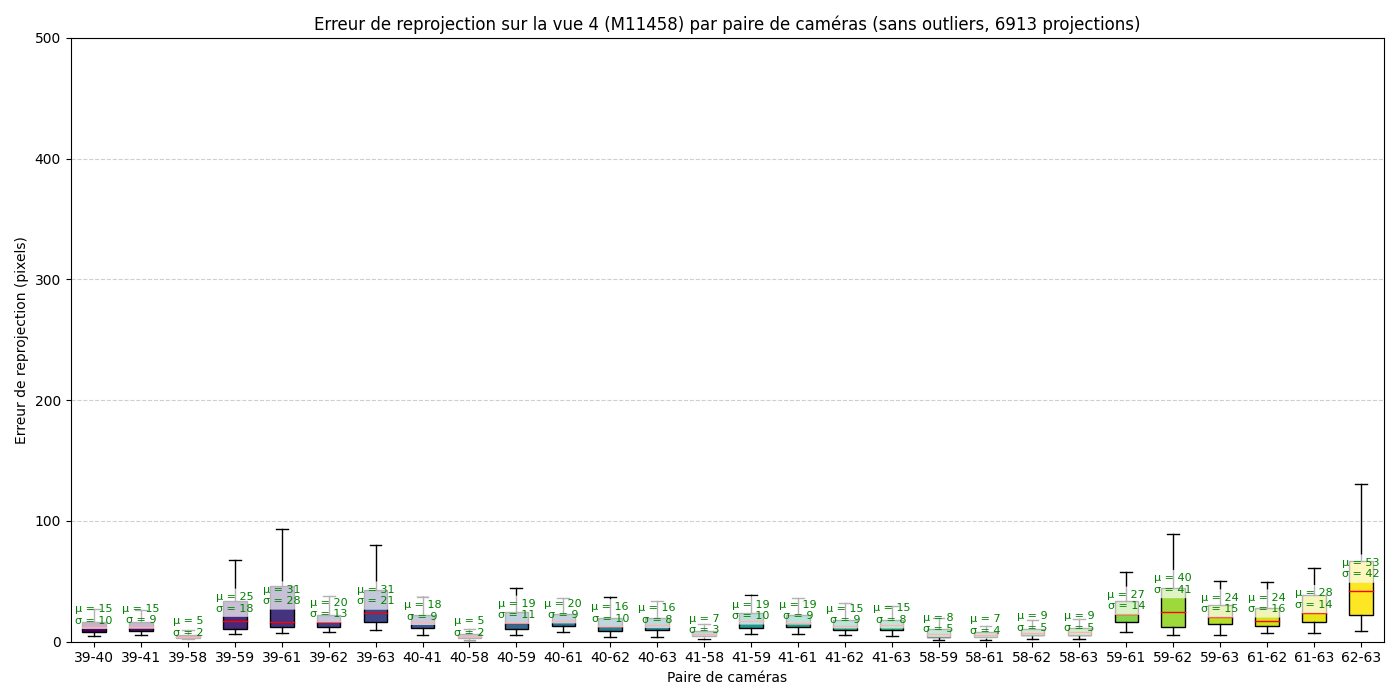 Erreur de reprojection sur la vue 4 (M11458) par paire de caméras (sans outliers, 6913 projections)
Erreur de reprojection (pixels)
500
400
300
200
100
0
μ = 15
σ = 10
μ = 15
σ = 9
μ = 5
σ = 2
μ = 25
σ = 18
μ = 31
σ = 28
μ = 20
σ = 13
μ = 31
σ = 21
μ = 18
σ = 9
μ = 5
σ = 2
μ = 19
σ = 11
μ = 20
σ = 9
μ = 16
σ = 10
μ = 16
σ = 8
μ = 7
σ = 3
μ = 19
σ = 10
μ = 19
σ = 9
μ = 15
σ = 9
μ = 15
σ = 8
μ = 8
σ = 5
μ = 7
σ = 4
μ = 9
σ = 5
μ = 9
σ = 5
μ = 27
σ = 14
μ = 40
σ = 41
μ = 24
σ = 15
μ = 24
σ = 16
μ = 28
σ = 14
μ = 53
σ = 42
39-40 39-41 39-58 39-59 39-61 39-62 39-63 40-41 40-58 40-59 40-61 40-62 40-63 41-58 41-59 41-61 41-62 41-63 58-59 58-61 58-62 58-63 59-61 59-62 59-63 61-62 61-63 62-63
Paire de caméras